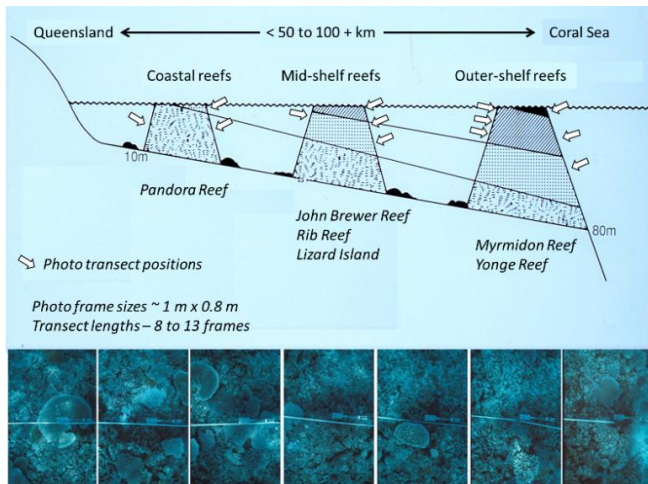 Queensland < 50 to 100 + km Coral Sea
Coastal reefs Mid-shelf reefs Outer-shelf reefs
10m
Pandora Reef
John Brewer Reef
Rib Reef
Lizard Island
80m
Myrmidon Reef
Yonge Reef
Photo transect positions
Photo frame sizes ~ 1 m x 0.8 m
Transect lengths – 8 to 13 frames